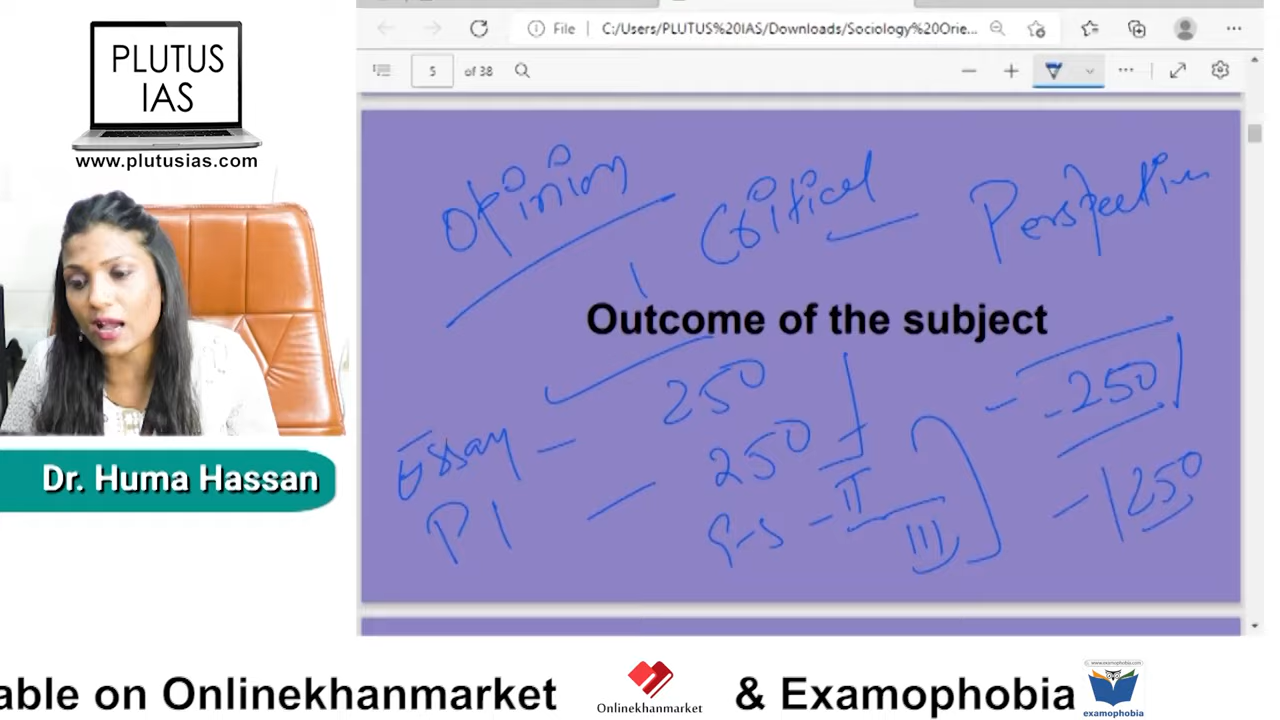 PLUTUS
IAS
www.plutusias.com
File C:/Users/PLUTUS%20IAS/Downloads/Sociology%20Orie...
5 of 38
Opinion Critical Perspective
Outcome of the subject
250 - 250
Essay - 250 I
P1 - G-S - II - 1250
III
Dr. Huma Hassan
able on Onlinekhanmarket Onlinekhanmarket & Examophobia examophobia